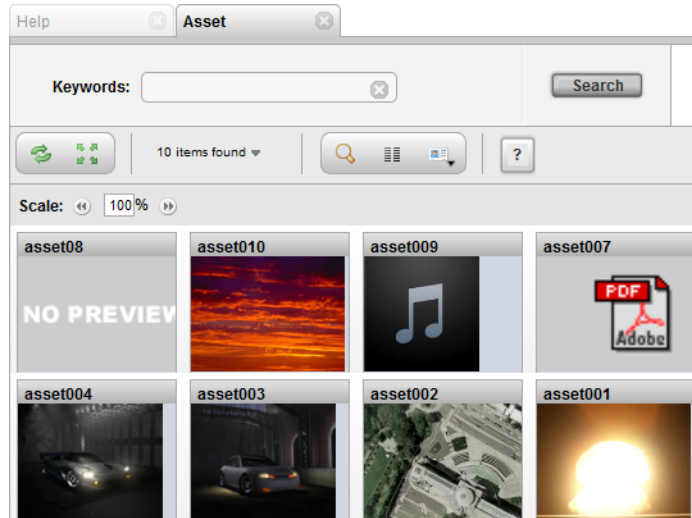 Help
Asset
Keywords:
Search
10 items found
?
Scale:
100 %
asset08
asset010
asset009
asset007
NO PREVIEW
PDF
Adobe
asset004
asset003
asset002
asset001